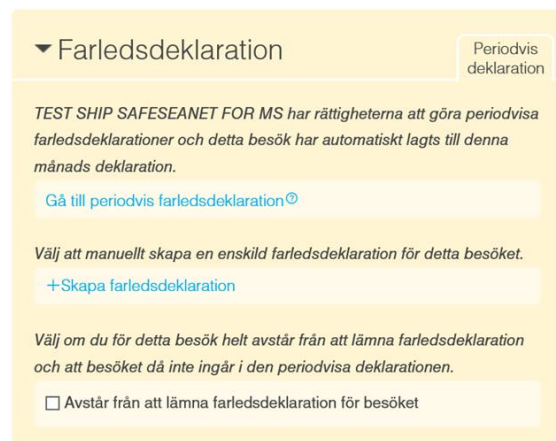 Farledsdeklaration
Periodvis
deklaration
TEST SHIP SAFESEANET FOR MS har rättigheterna att göra periodvisa
farledsdeklarationer och detta besök har automatiskt lagts till denna
månads deklaration.
Gå till periodvis farledsdeklaration?
Välj att manuellt skapa en enskild farledsdeklaration för detta besöket.
+Skapa farledsdeklaration
Välj om du för detta besök helt avstår från att lämna farledsdeklaration
och att besöket då inte ingår i den periodvisa deklarationen.
Avstår från att lämna farledsdeklaration för besöket